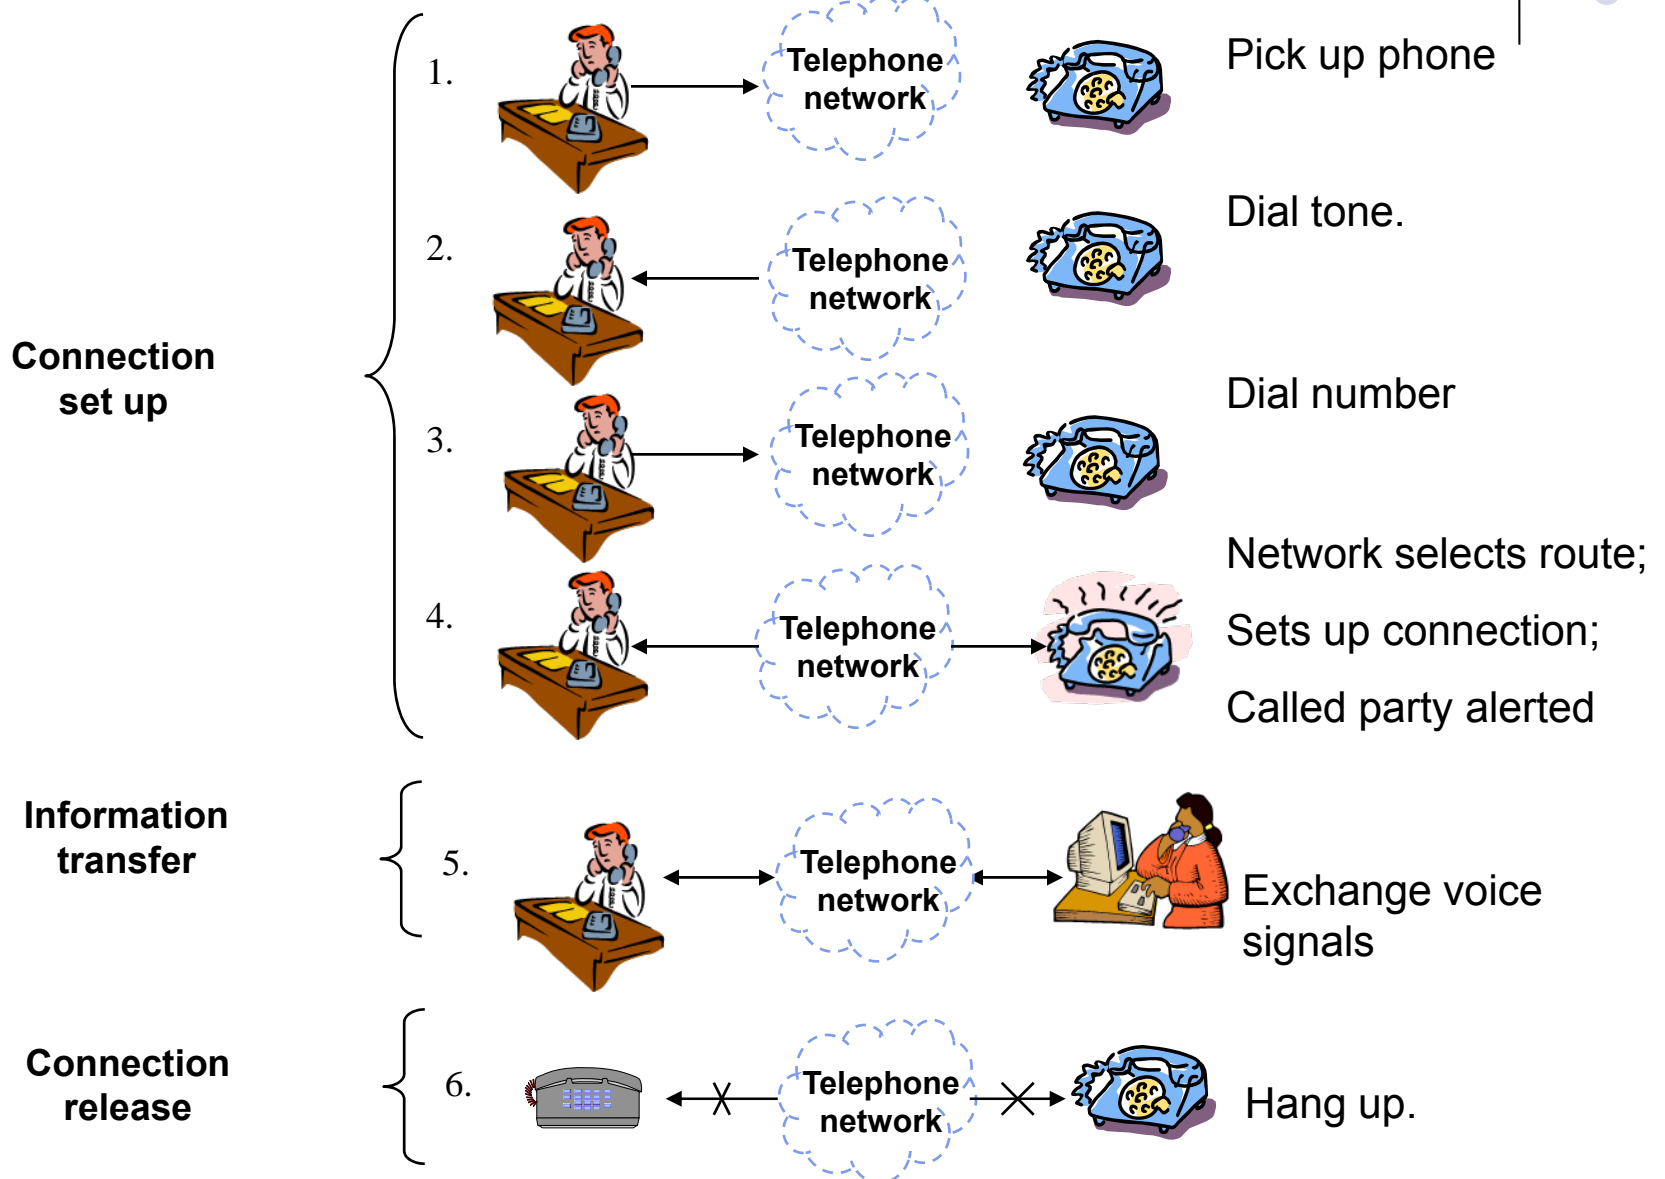 1.
Telephone
network
Pick up phone
2.
Telephone
network
Dial tone.
Connection
set up
3.
Telephone
network
Dial number
4.
Telephone
network
Network selects route;
Sets up connection;
Called party alerted
Information
transfer
5.
Telephone
network
Exchange voice
signals
Connection
release
6.
Telephone
network
Hang up.